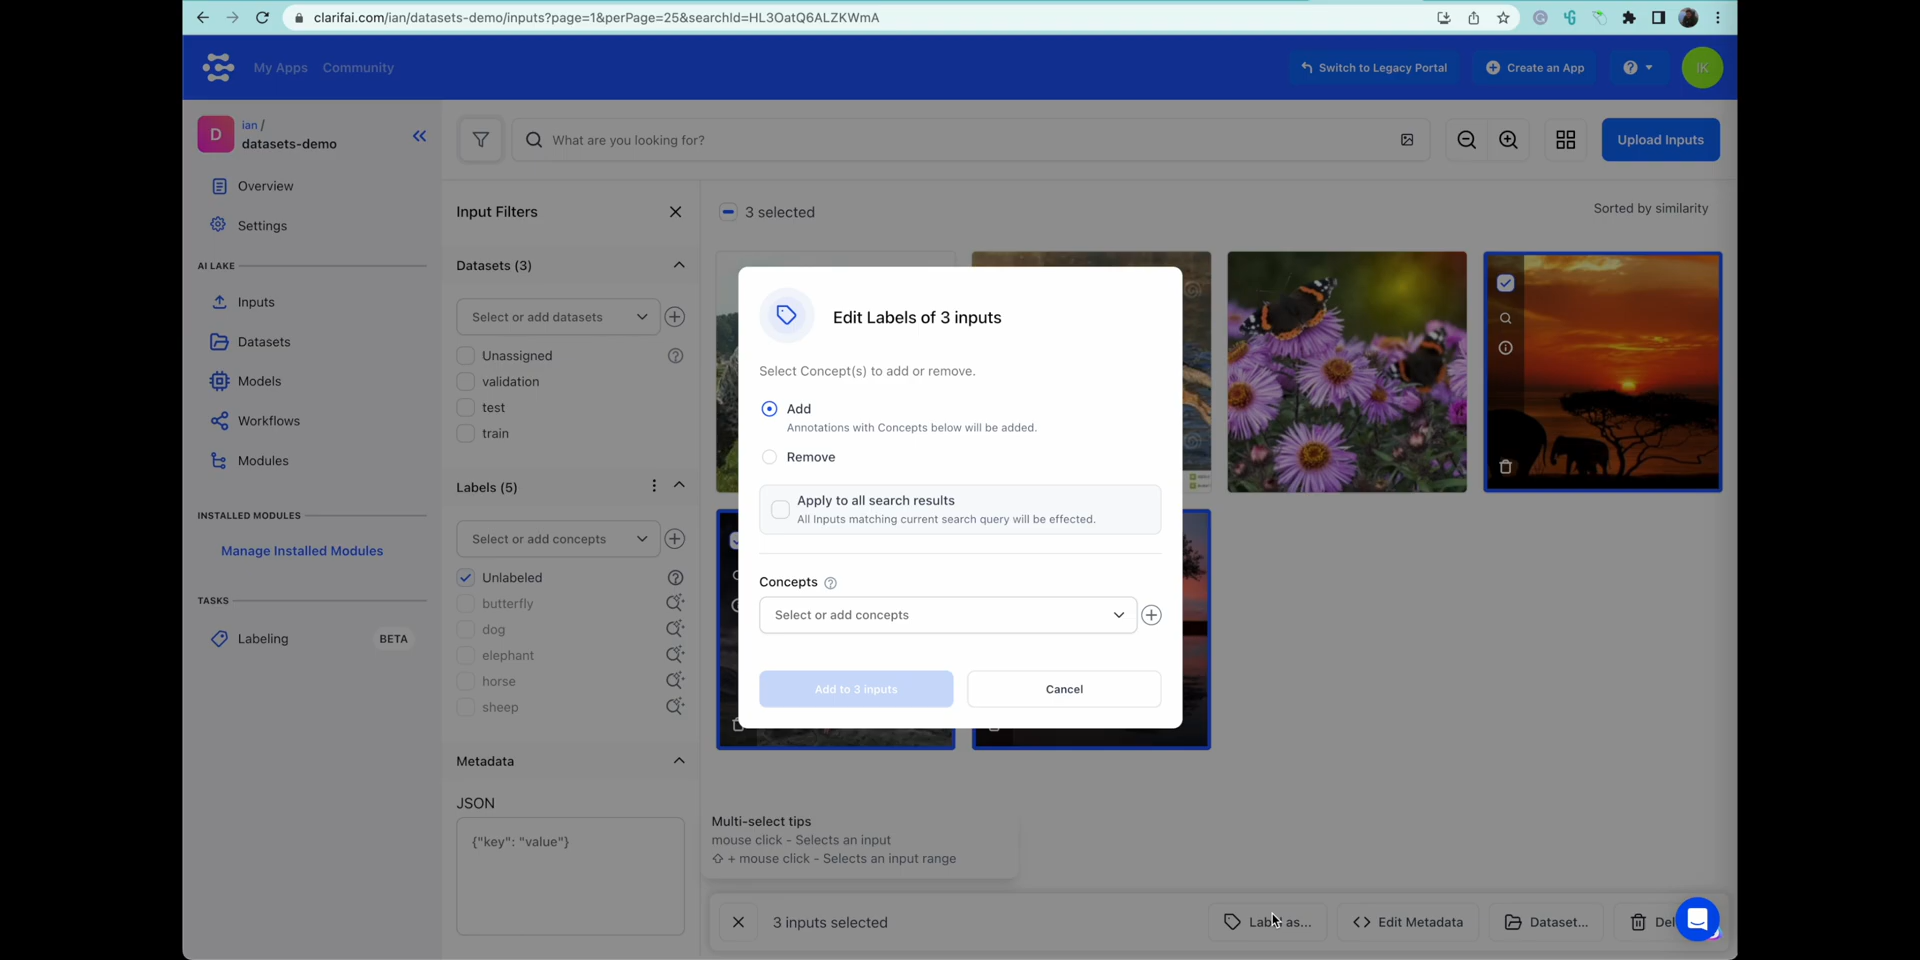 clarifai.com/ian/datasets-demo/inputs?page=1&perPage=25&searchId=HL3OatQ6ALZKWmA
My Apps Community
Switch to Legacy Portal
Create an App
IK
D
ian /
datasets-demo
Overview
Settings
AI LAKE
Inputs
Datasets
Models
Workflows
Modules
INSTALLED MODULES
Manage Installed Modules
TASKS
Labeling BETA
What are you looking for?
Upload Inputs
Input Filters
Datasets (3)
Select or add datasets
Unassigned
validation
test
train
Labels (5)
Select or add concepts
Unlabeled
butterfly
dog
elephant
horse
sheep
Metadata
JSON
{"key": "value"}
3 selected
Sorted by similarity
Edit Labels of 3 inputs
Select Concept(s) to add or remove.
Add
Annotations with Concepts below will be added.
Remove
Apply to all search results
All Inputs matching current search query will be effected.
Concepts
Select or add concepts
Add to 3 inputs
Cancel
Multi-select tips
mouse click - Selects an input
⇧ + mouse click - Selects an input range
3 inputs selected
Label as...
Edit Metadata
Dataset...